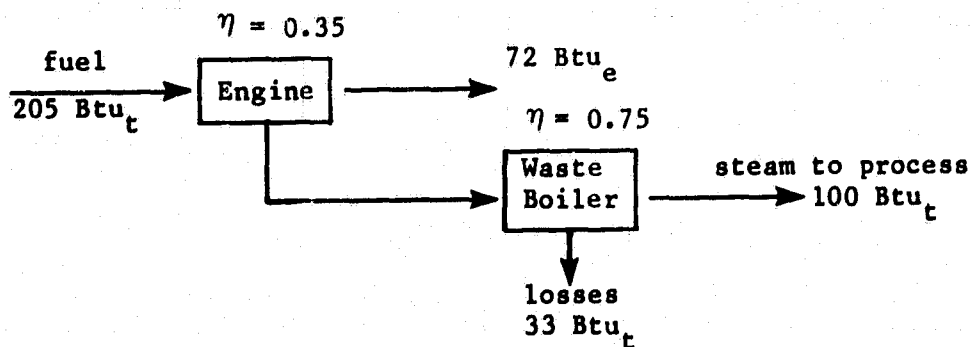 η = 0.35
fuel
205 Btu_t
Engine
72 Btu_e
η = 0.75
Waste
Boiler
steam to process
100 Btu_t
losses
33 Btu_t